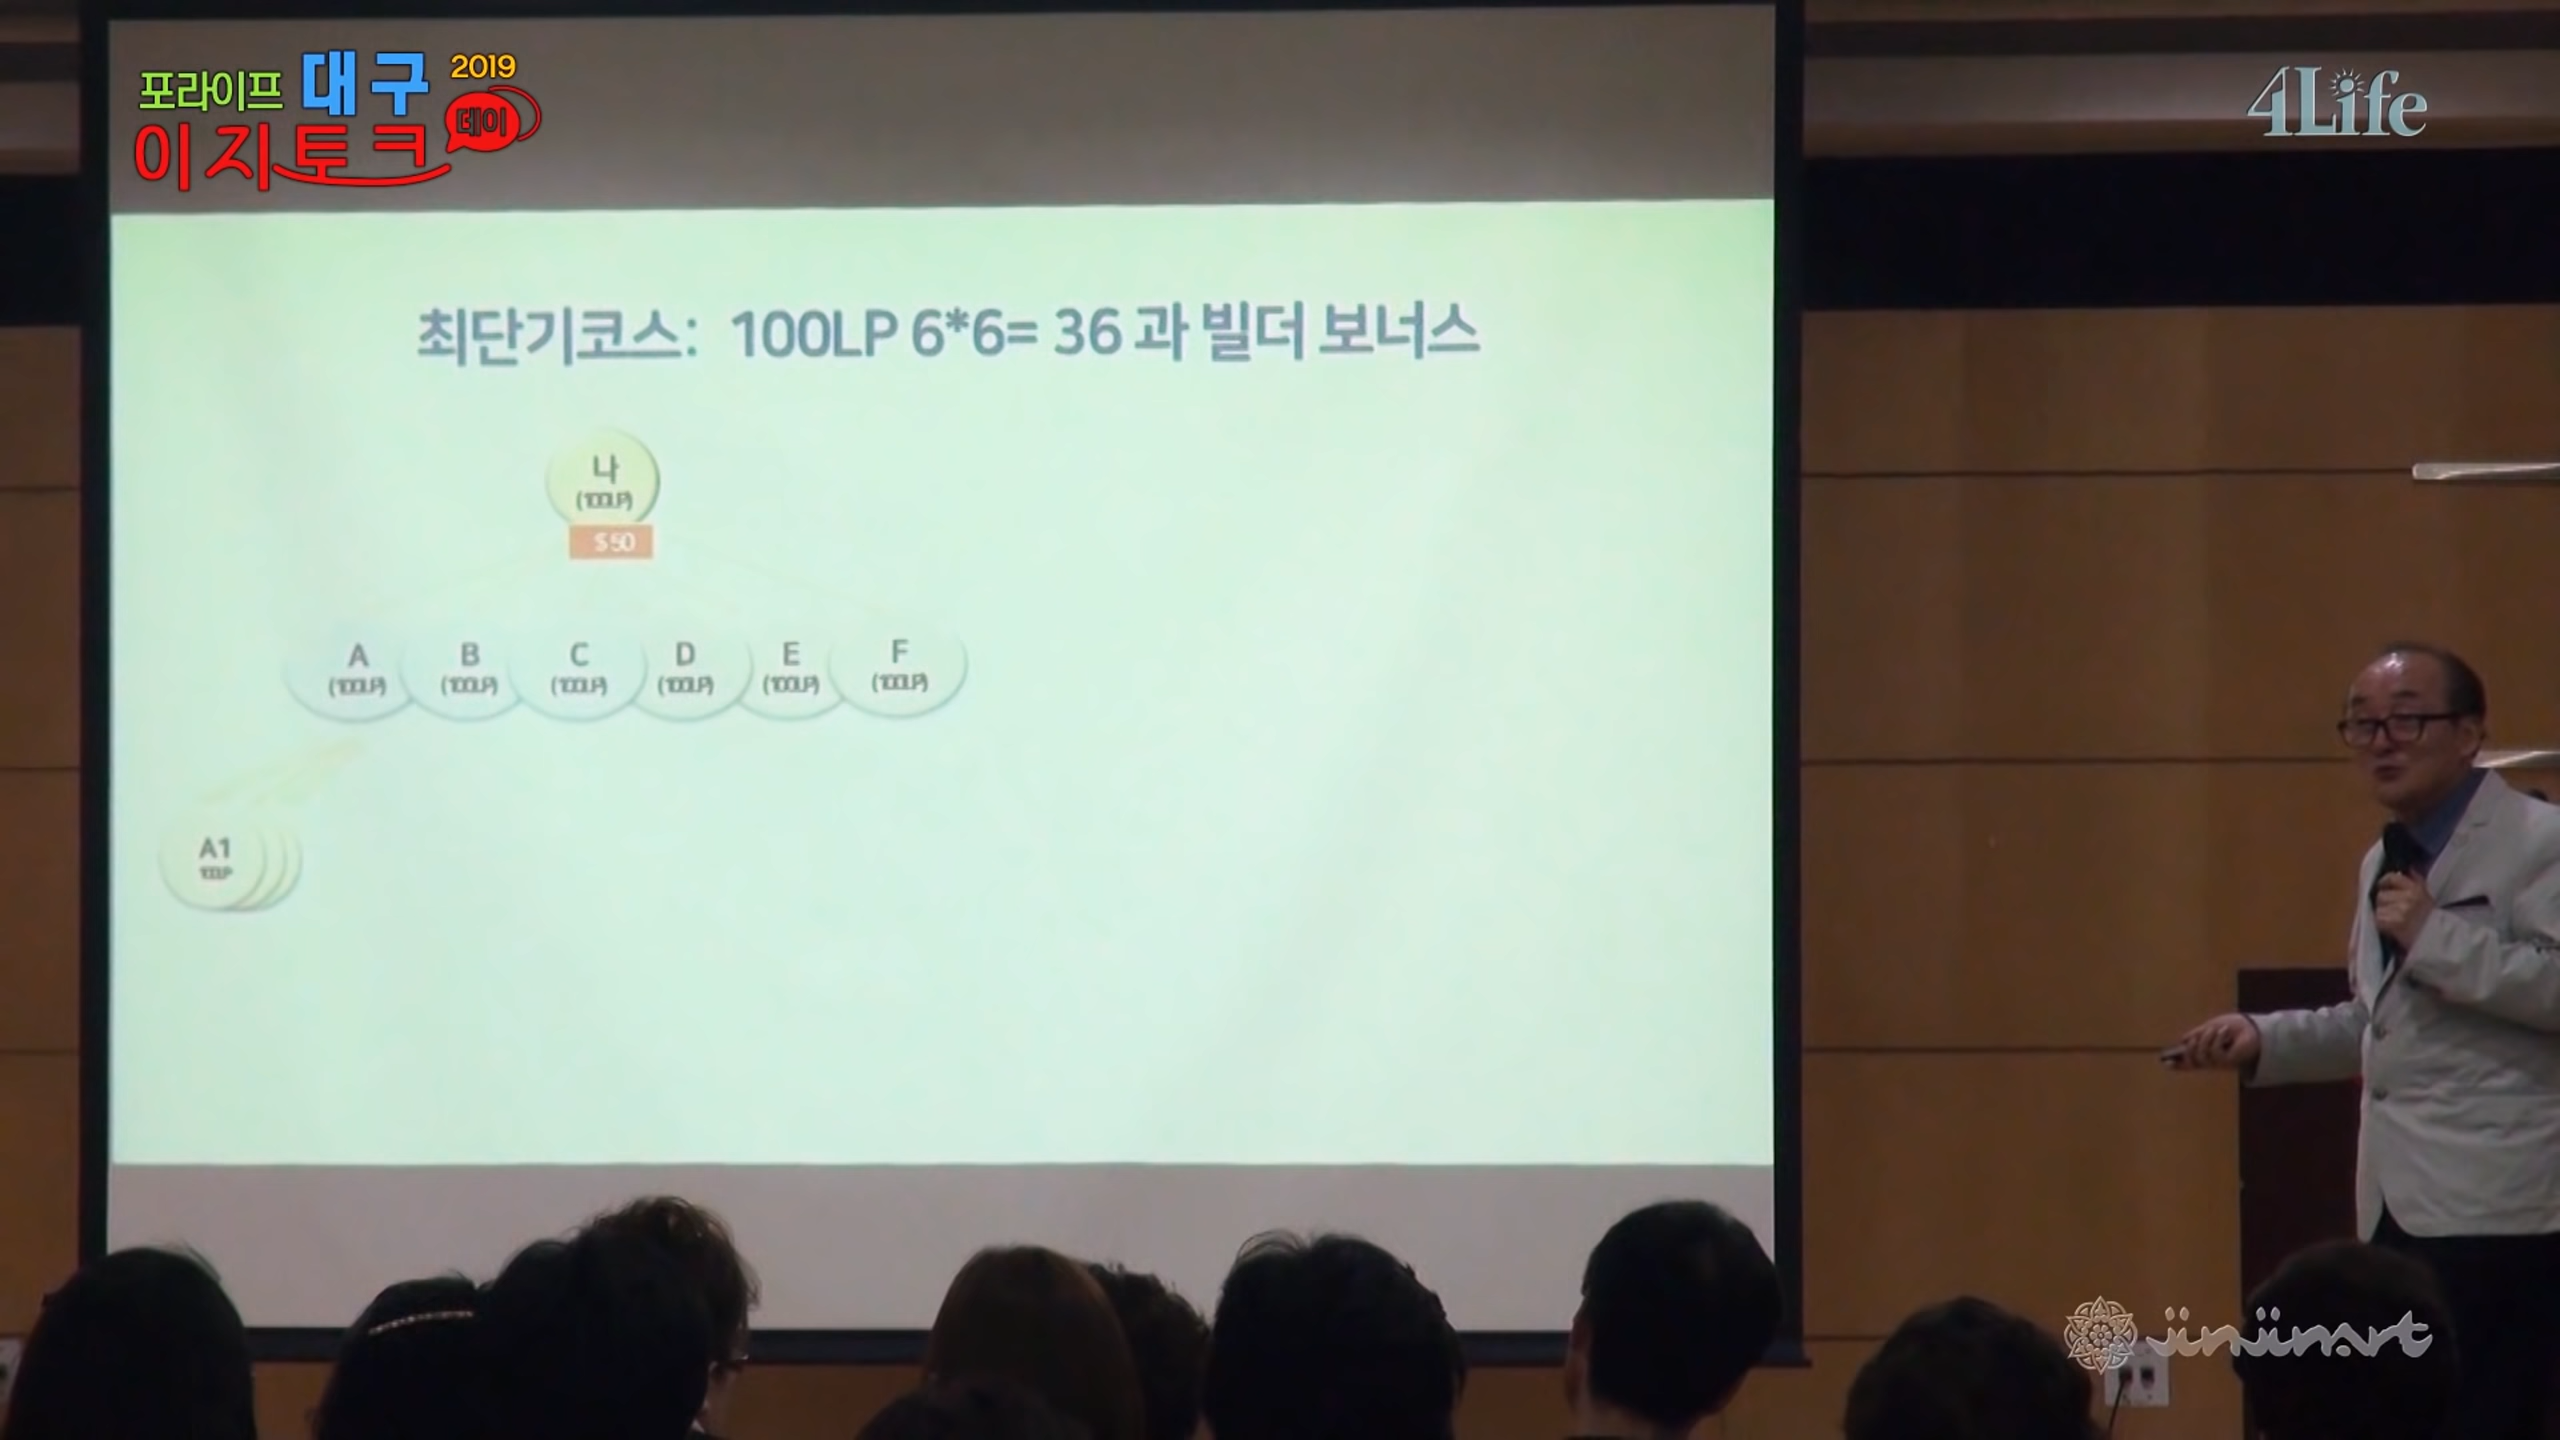 포라이프 대구 2019
이지토크 데이
4Life
최단기코스: 100LP 6*6= 36 과 빌더 보너스
나
(100LP)
$50
A B C D E F
(100LP) (100LP) (100LP) (100LP) (100LP) (100LP)
A1
100LP
jinjinart